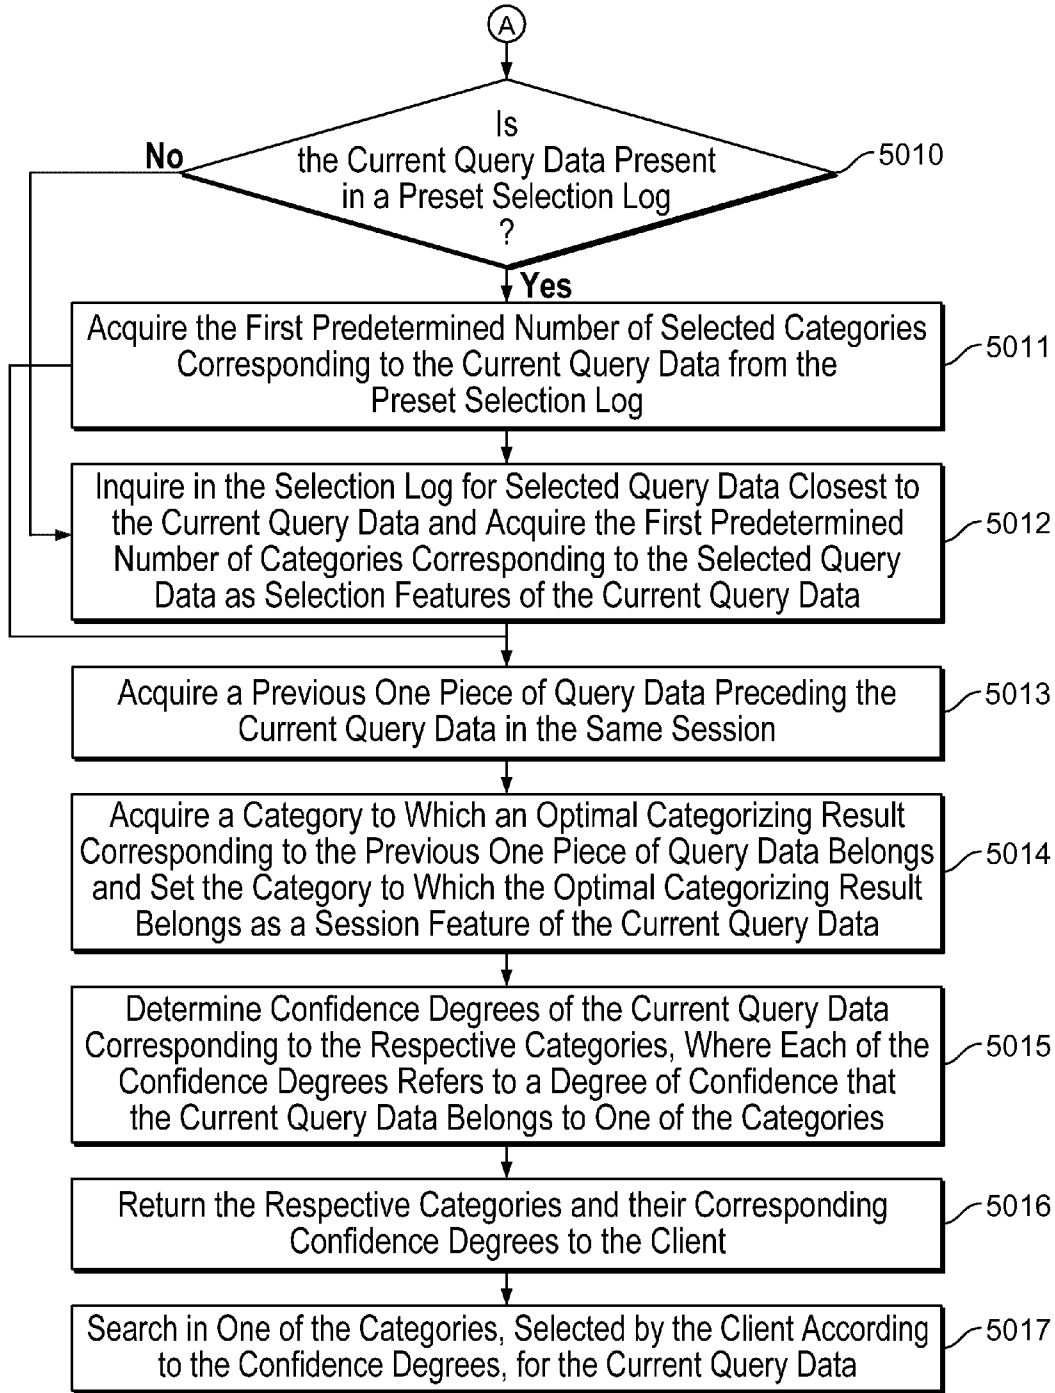 A
Is
the Current Query Data Present
in a Preset Selection Log
?
No
5010
Yes
Acquire the First Predetermined Number of Selected Categories
Corresponding to the Current Query Data from the
Preset Selection Log
5011
Inquire in the Selection Log for Selected Query Data Closest to
the Current Query Data and Acquire the First Predetermined
Number of Categories Corresponding to the Selected Query
Data as Selection Features of the Current Query Data
5012
Acquire a Previous One Piece of Query Data Preceding the
Current Query Data in the Same Session
5013
Acquire a Category to Which an Optimal Categorizing Result
Corresponding to the Previous One Piece of Query Data Belongs
and Set the Category to Which the Optimal Categorizing Result
Belongs as a Session Feature of the Current Query Data
5014
Determine Confidence Degrees of the Current Query Data
Corresponding to the Respective Categories, Where Each of the
Confidence Degrees Refers to a Degree of Confidence that
the Current Query Data Belongs to One of the Categories
5015
Return the Respective Categories and their Corresponding
Confidence Degrees to the Client
5016
Search in One of the Categories, Selected by the Client According
to the Confidence Degrees, for the Current Query Data
5017